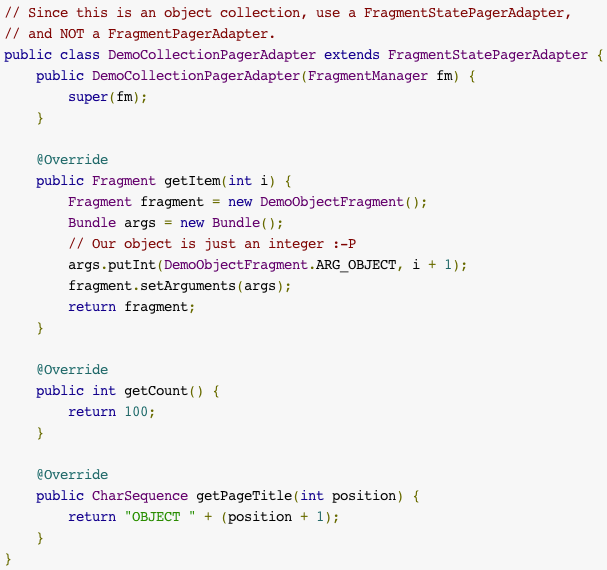 // Since this is an object collection, use a FragmentStatePagerAdapter,
// and NOT a FragmentPagerAdapter.
public class DemoCollectionPagerAdapter extends FragmentStatePagerAdapter {
    public DemoCollectionPagerAdapter(FragmentManager fm) {
        super(fm);
    }

    @Override
    public Fragment getItem(int i) {
        Fragment fragment = new DemoObjectFragment();
        Bundle args = new Bundle();
        // Our object is just an integer :-P
        args.putInt(DemoObjectFragment.ARG_OBJECT, i + 1);
        fragment.setArguments(args);
        return fragment;
    }

    @Override
    public int getCount() {
        return 100;
    }

    @Override
    public CharSequence getPageTitle(int position) {
        return "OBJECT " + (position + 1);
    }
}